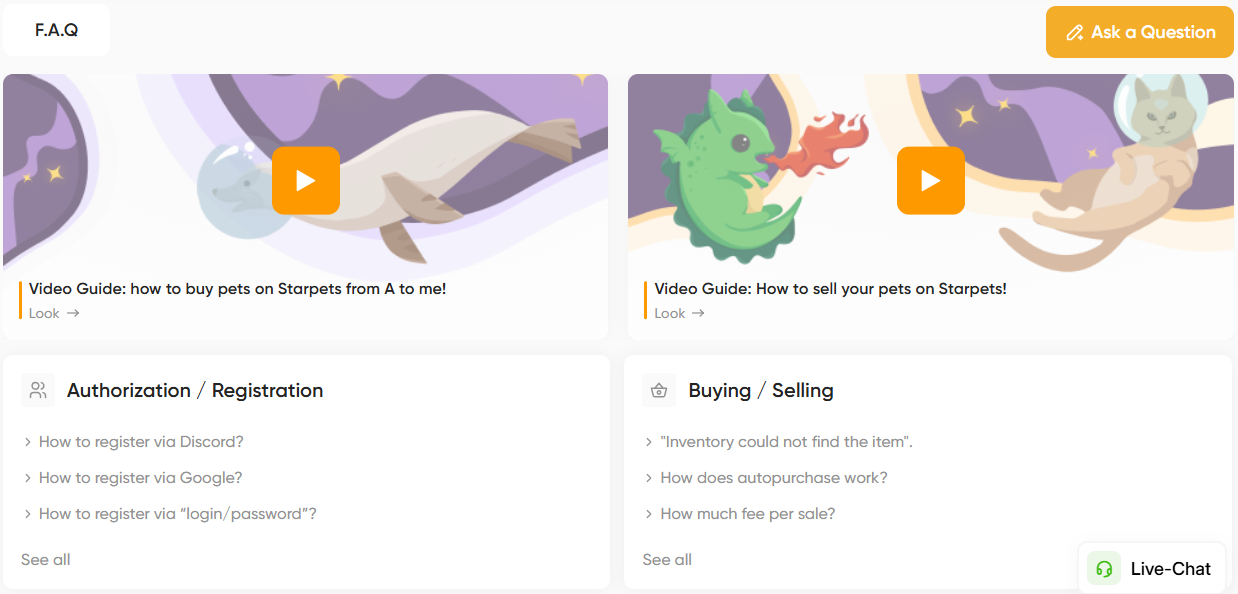 F.A.Q
Ask a Question
Video Guide: how to buy pets on Starpets from A to me!
Look →
Video Guide: How to sell your pets on Starpets!
Look →
Authorization / Registration
How to register via Discord?
How to register via Google?
How to register via “login/password”?
See all
Buying / Selling
"Inventory could not find the item".
How does autopurchase work?
How much fee per sale?
See all
Live-Chat